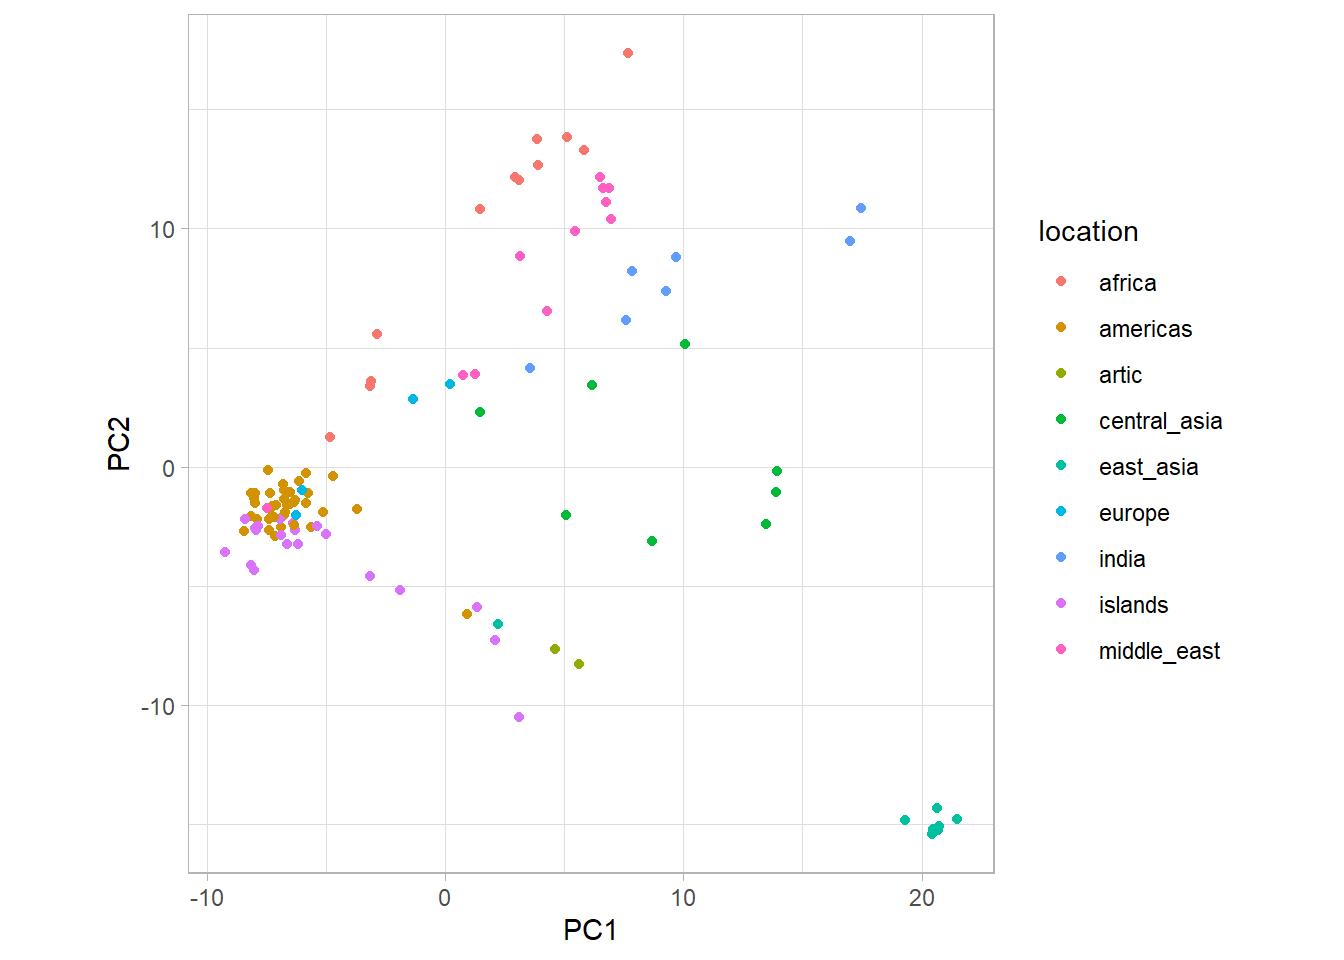 10
0
-10
PC2
-10
0
10
20
PC1
location
africa
americas
artic
central_asia
east_asia
europe
india
islands
middle_east